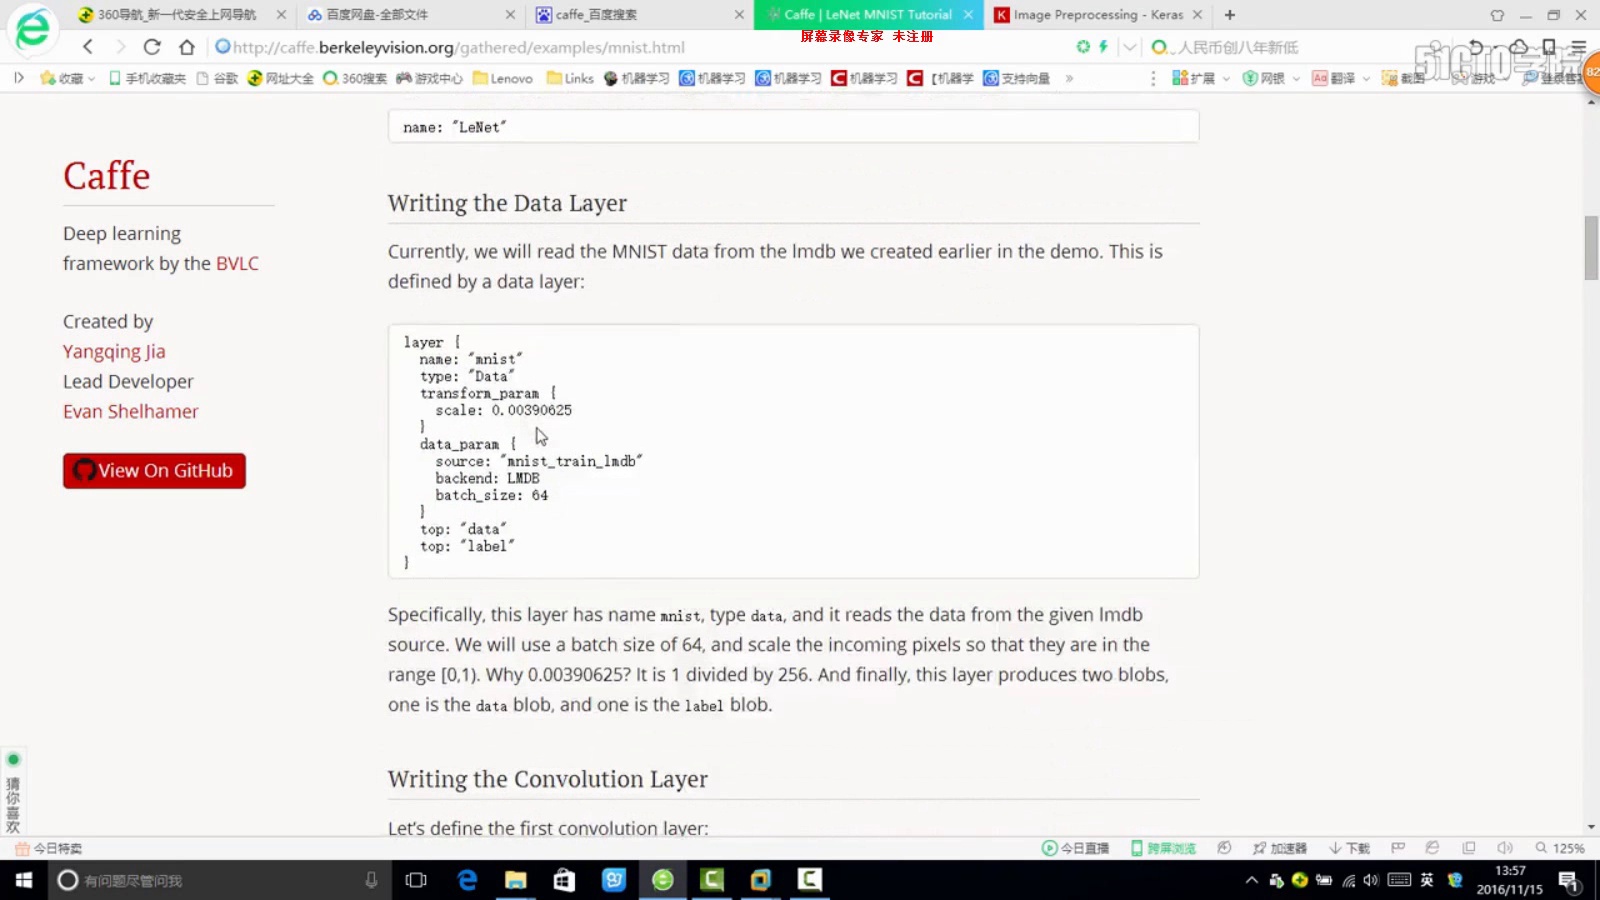 360导航_新一代安全上网导航
百度网盘-全部文件
caffe_百度搜索
Caffe | LeNet MNIST Tutorial
Image Preprocessing - Keras
屏幕录像专家 未注册
http://caffe.berkeleyvision.org/gathered/examples/mnist.html
人民币创八年新低
51CTO学院
收藏 手机收藏夹 谷歌 网址大全 360搜索 游戏中心 Lenovo Links 机器学习 机器学习 机器学习 机器学习 【机器学 支持向量 » 扩展 网银 翻译 截图 游戏
82
name: "LeNet"
Caffe
Deep learning
framework by the BVLC
Created by
Yangqing Jia
Lead Developer
Evan Shelhamer
View On GitHub
Writing the Data Layer
Currently, we will read the MNIST data from the lmdb we created earlier in the demo. This is
defined by a data layer:
layer {
name: "mnist"
type: "Data"
transform_param {
scale: 0.00390625
}
data_param {
source: "mnist_train_lmdb"
backend: LMDB
batch_size: 64
}
top: "data"
top: "label"
}
Specifically, this layer has name mnist, type data, and it reads the data from the given lmdb
source. We will use a batch size of 64, and scale the incoming pixels so that they are in the
range [0,1). Why 0.00390625? It is 1 divided by 256. And finally, this layer produces two blobs,
one is the data blob, and one is the label blob.
Writing the Convolution Layer
Let's define the first convolution layer:
猜你喜欢
今日特卖
今日直播 跨屏浏览 加速器 下载 125%
有问题尽管问我
英
13:57
2016/11/15
1